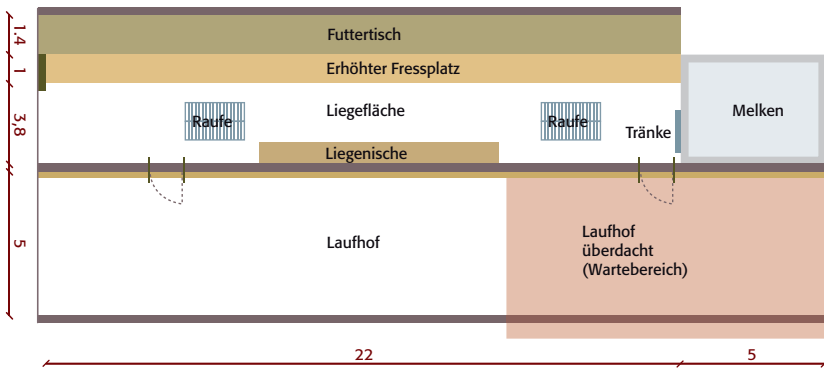 1.4
Futtertisch
1
Erhöhter Fressplatz
3,8
Raufe
Liegefläche
Raufe
Tränke
Melken
Liegenische
5
Laufhof
Laufhof
überdacht
(Wartebereich)
22
5